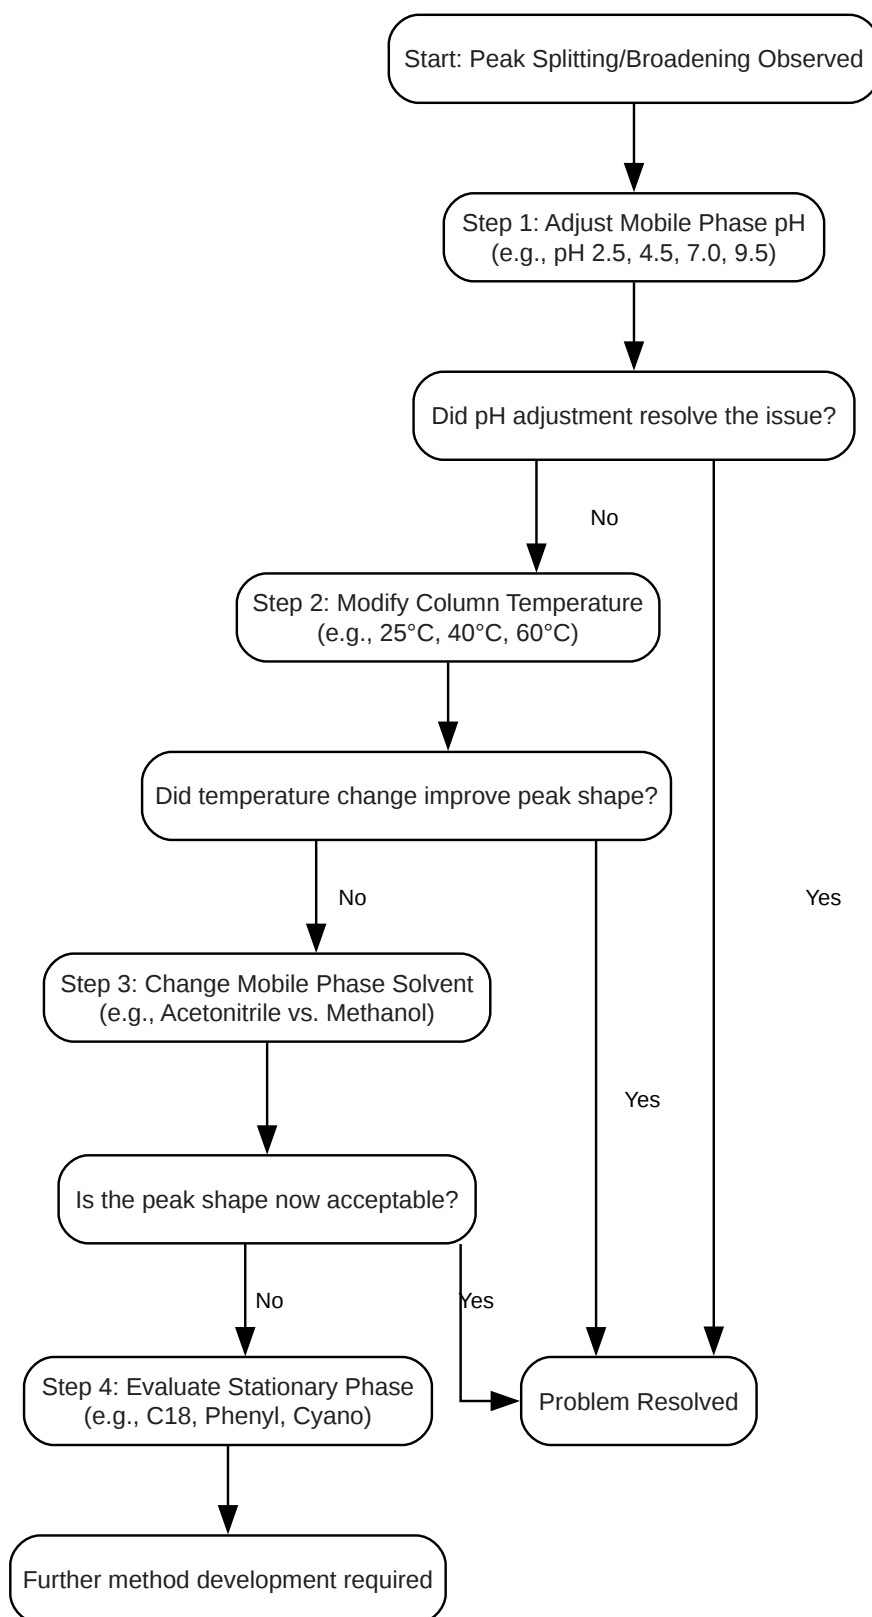 Start: Peak Splitting/Broadening Observed
Step 1: Adjust Mobile Phase pH
(e.g., pH 2.5, 4.5, 7.0, 9.5)
Did pH adjustment resolve the issue?
No
Step 2: Modify Column Temperature
(e.g., 25°C, 40°C, 60°C)
Did temperature change improve peak shape?
No
Yes
Step 3: Change Mobile Phase Solvent
(e.g., Acetonitrile vs. Methanol)
Yes
Is the peak shape now acceptable?
No
Yes
Step 4: Evaluate Stationary Phase
(e.g., C18, Phenyl, Cyano)
Problem Resolved
Further method development required